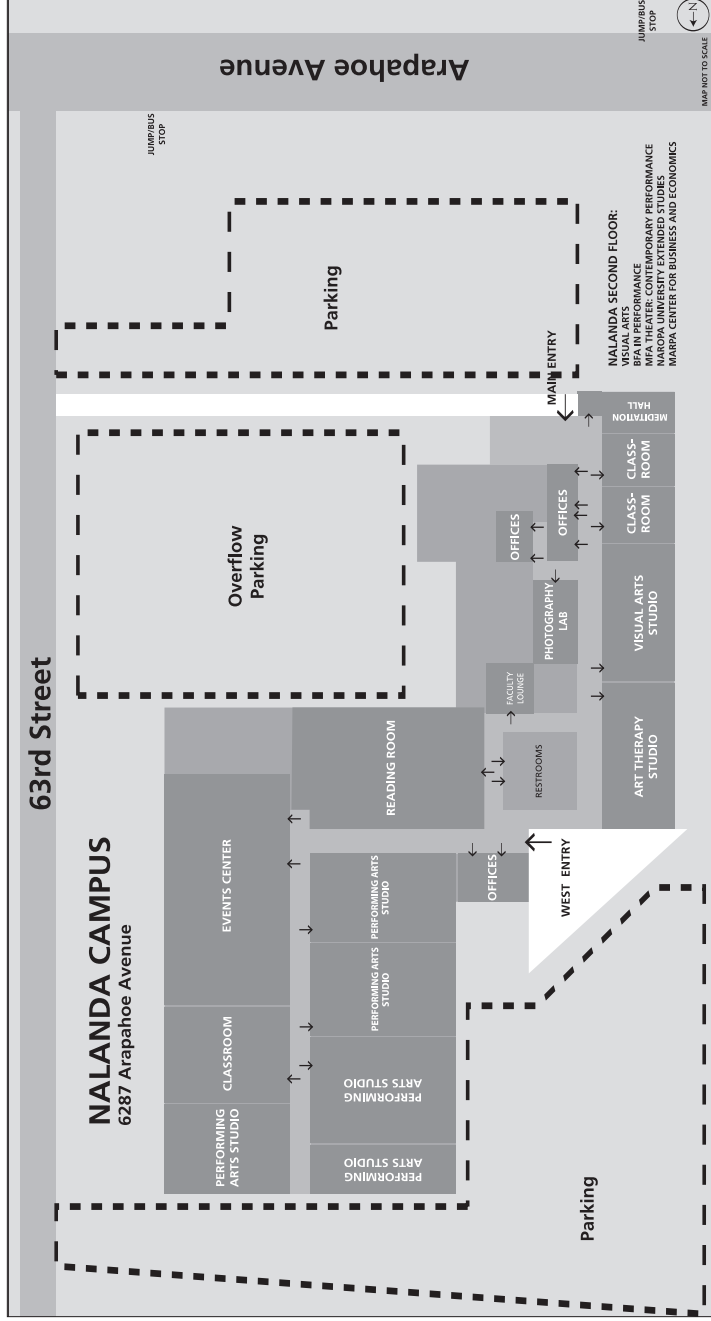 63rd Street
NALANDA CAMPUS
6287 Arapahoe Avenue
Arapahoe Avenue
JUMP/BUS
STOP
JUMP/BUS
STOP
N
MAP NOT TO SCALE
Parking
Overflow
Parking
Parking
PERFORMING
ARTS STUDIO
CLASSROOM
EVENTS CENTER
PERFORMING
ARTS STUDIO
PERFORMING
ARTS STUDIO
PERFORMING ARTS
STUDIO
PERFORMING ARTS
STUDIO
READING ROOM
OFFICES
RESTROOMS
FACULTY
LOUNGE
PHOTOGRAPHY
LAB
OFFICES
OFFICES
MAIN ENTRY
WEST ENTRY
ART THERAPY
STUDIO
VISUAL ARTS
STUDIO
CLASS-
ROOM
CLASS-
ROOM
MEDITATION
HALL
NALANDA SECOND FLOOR:
VISUAL ARTS
BFA IN PERFORMANCE
MFA THEATER: CONTEMPORARY PERFORMANCE
NAROPA UNIVERSITY EXTENDED STUDIES
MARPA CENTER FOR BUSINESS AND ECONOMICS